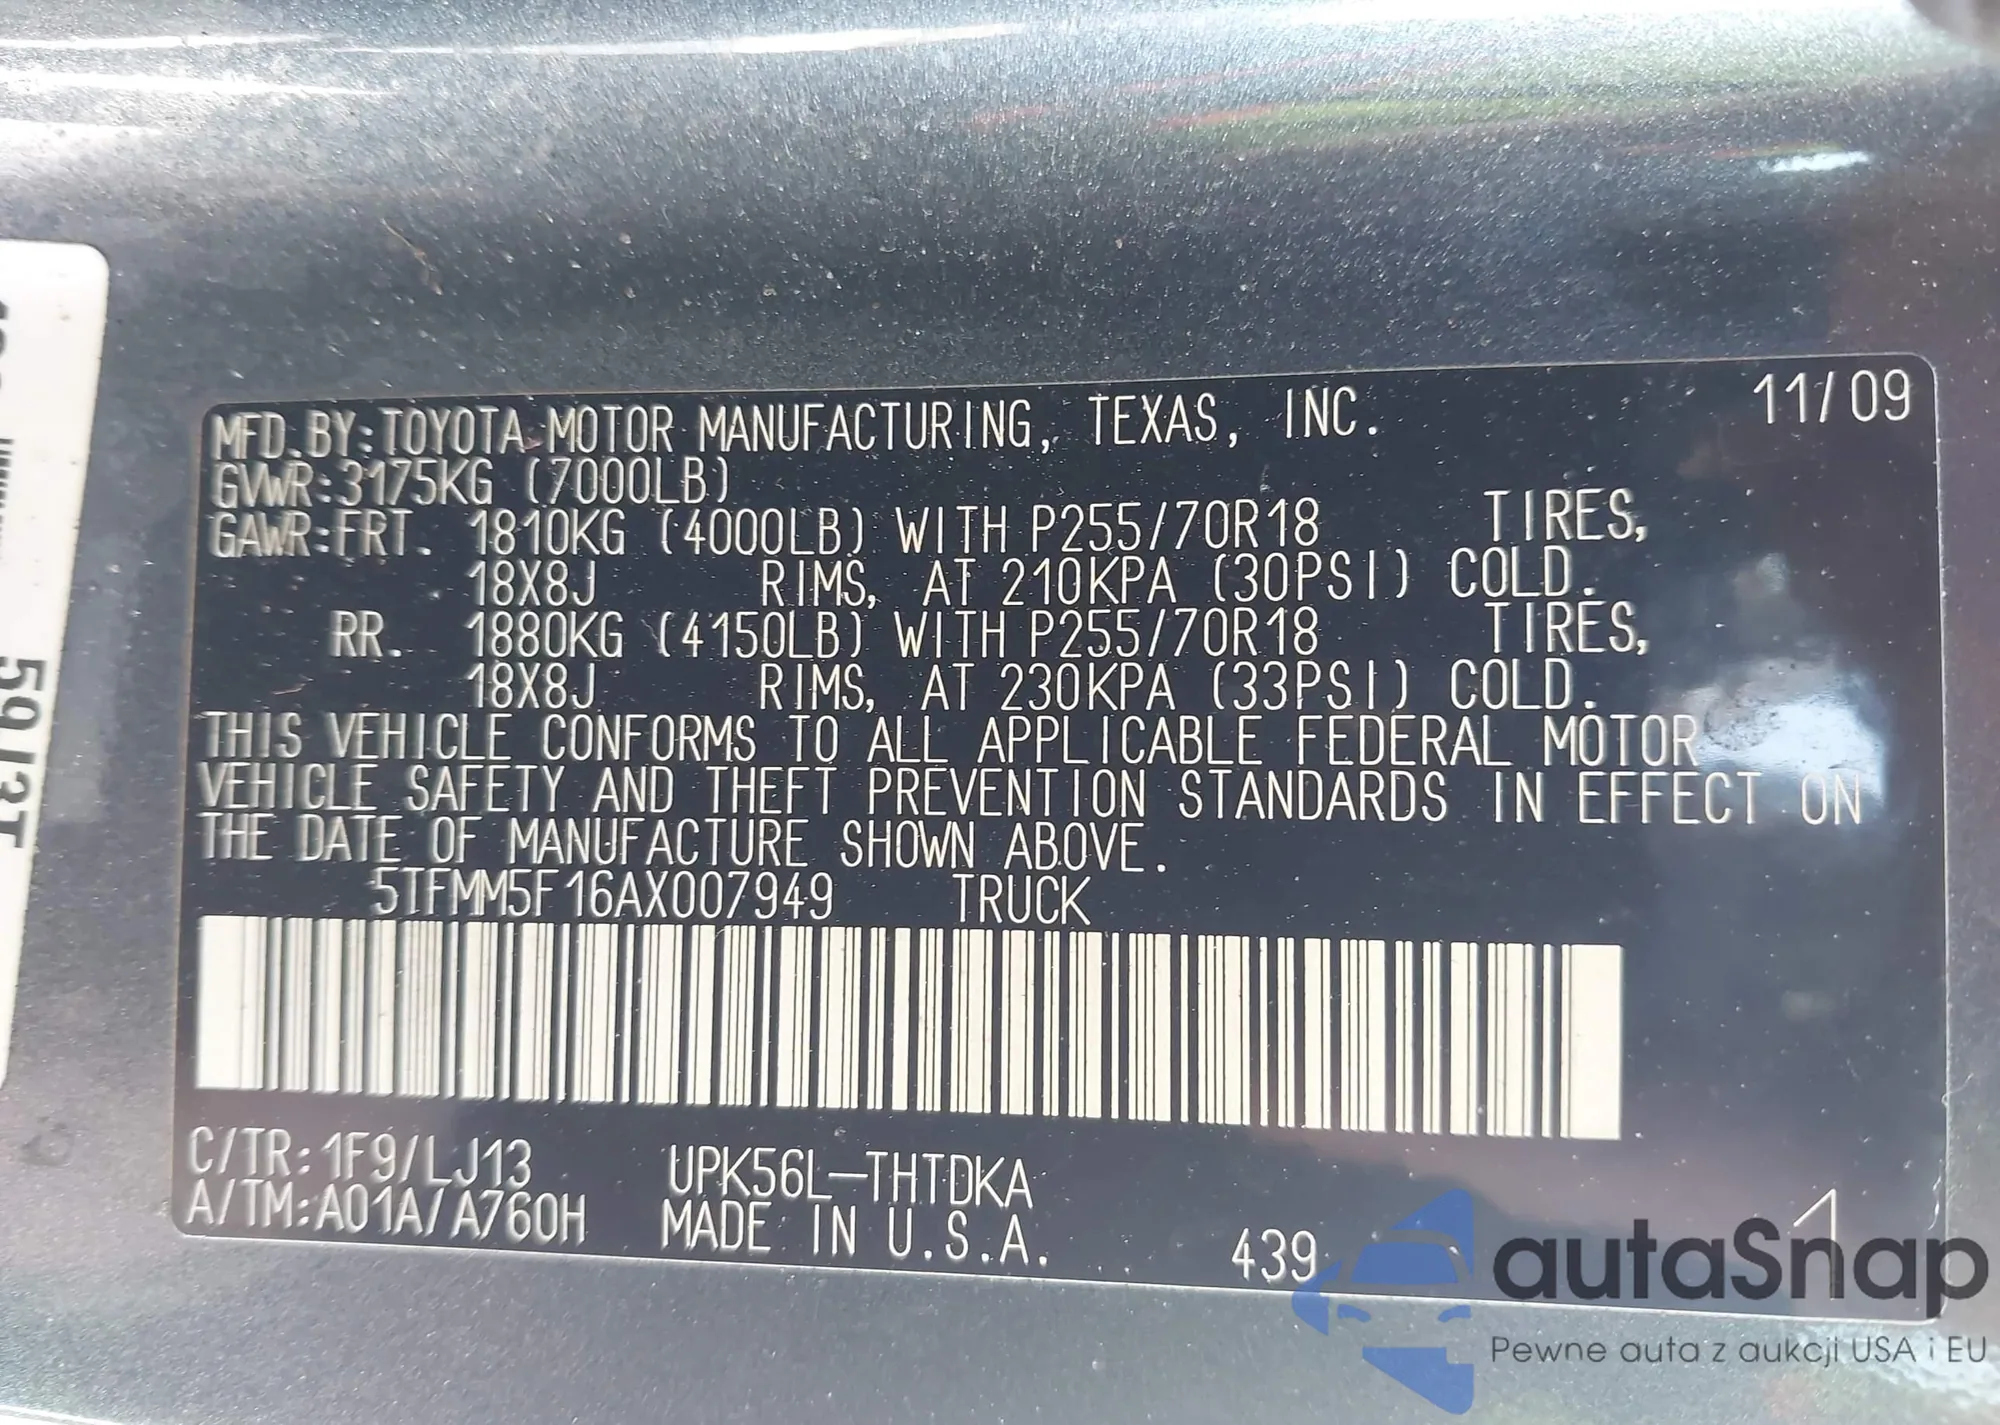 MFD.BY:TOYOTA MOTOR MANUFACTURING, TEXAS, INC. 11/09
GVWR:3175KG (7000LB)
GAWR:FRT. 1810KG (4000LB) WITH P255/70R18 TIRES,
18X8J RIMS, AT 210KPA (30PSI) COLD.
RR. 1880KG (4150LB) WITH P255/70R18 TIRES,
18X8J RIMS, AT 230KPA (33PSI) COLD.
THIS VEHICLE CONFORMS TO ALL APPLICABLE FEDERAL MOTOR
VEHICLE SAFETY AND THEFT PREVENTION STANDARDS IN EFFECT ON
THE DATE OF MANUFACTURE SHOWN ABOVE.
5TFMM5F16AX007949 TRUCK
C/TR:1F9/LJ13 UPK56L-THTDKA
A/TM:A01A/A760H MADE IN U.S.A. 439 1
59J3T
autaSnap
Pewne auta z aukcji USA i EU